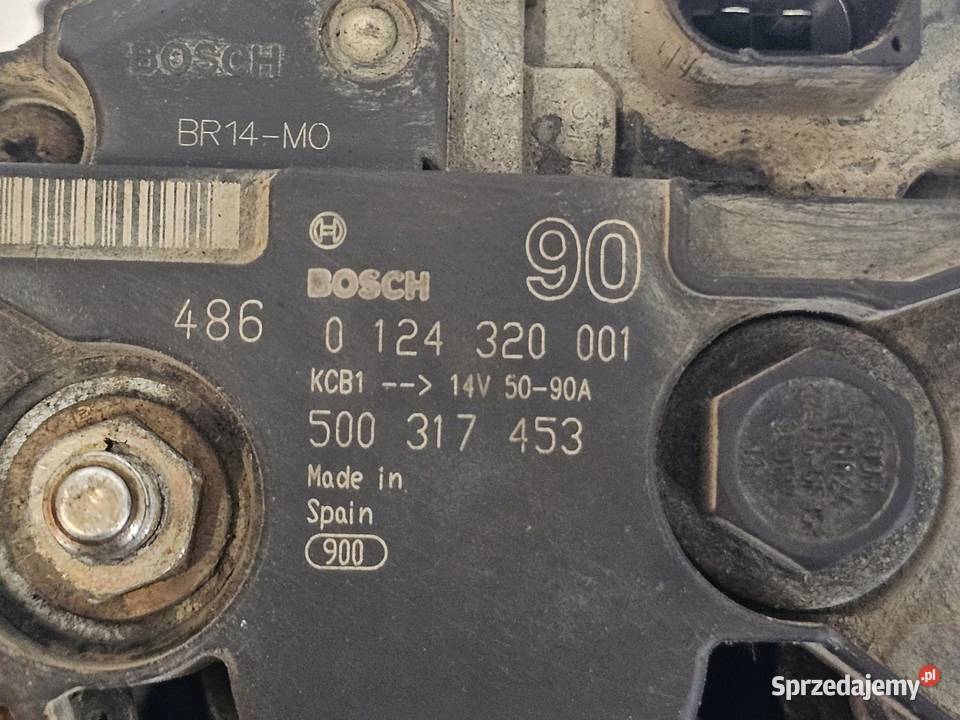 BOSCH
BR14-MO
BOSCH
90
486
0 124 320 001
KCB1 --> 14V 50-90A
500 317 453
Made in
Spain
900
Sprzedajemy.pl